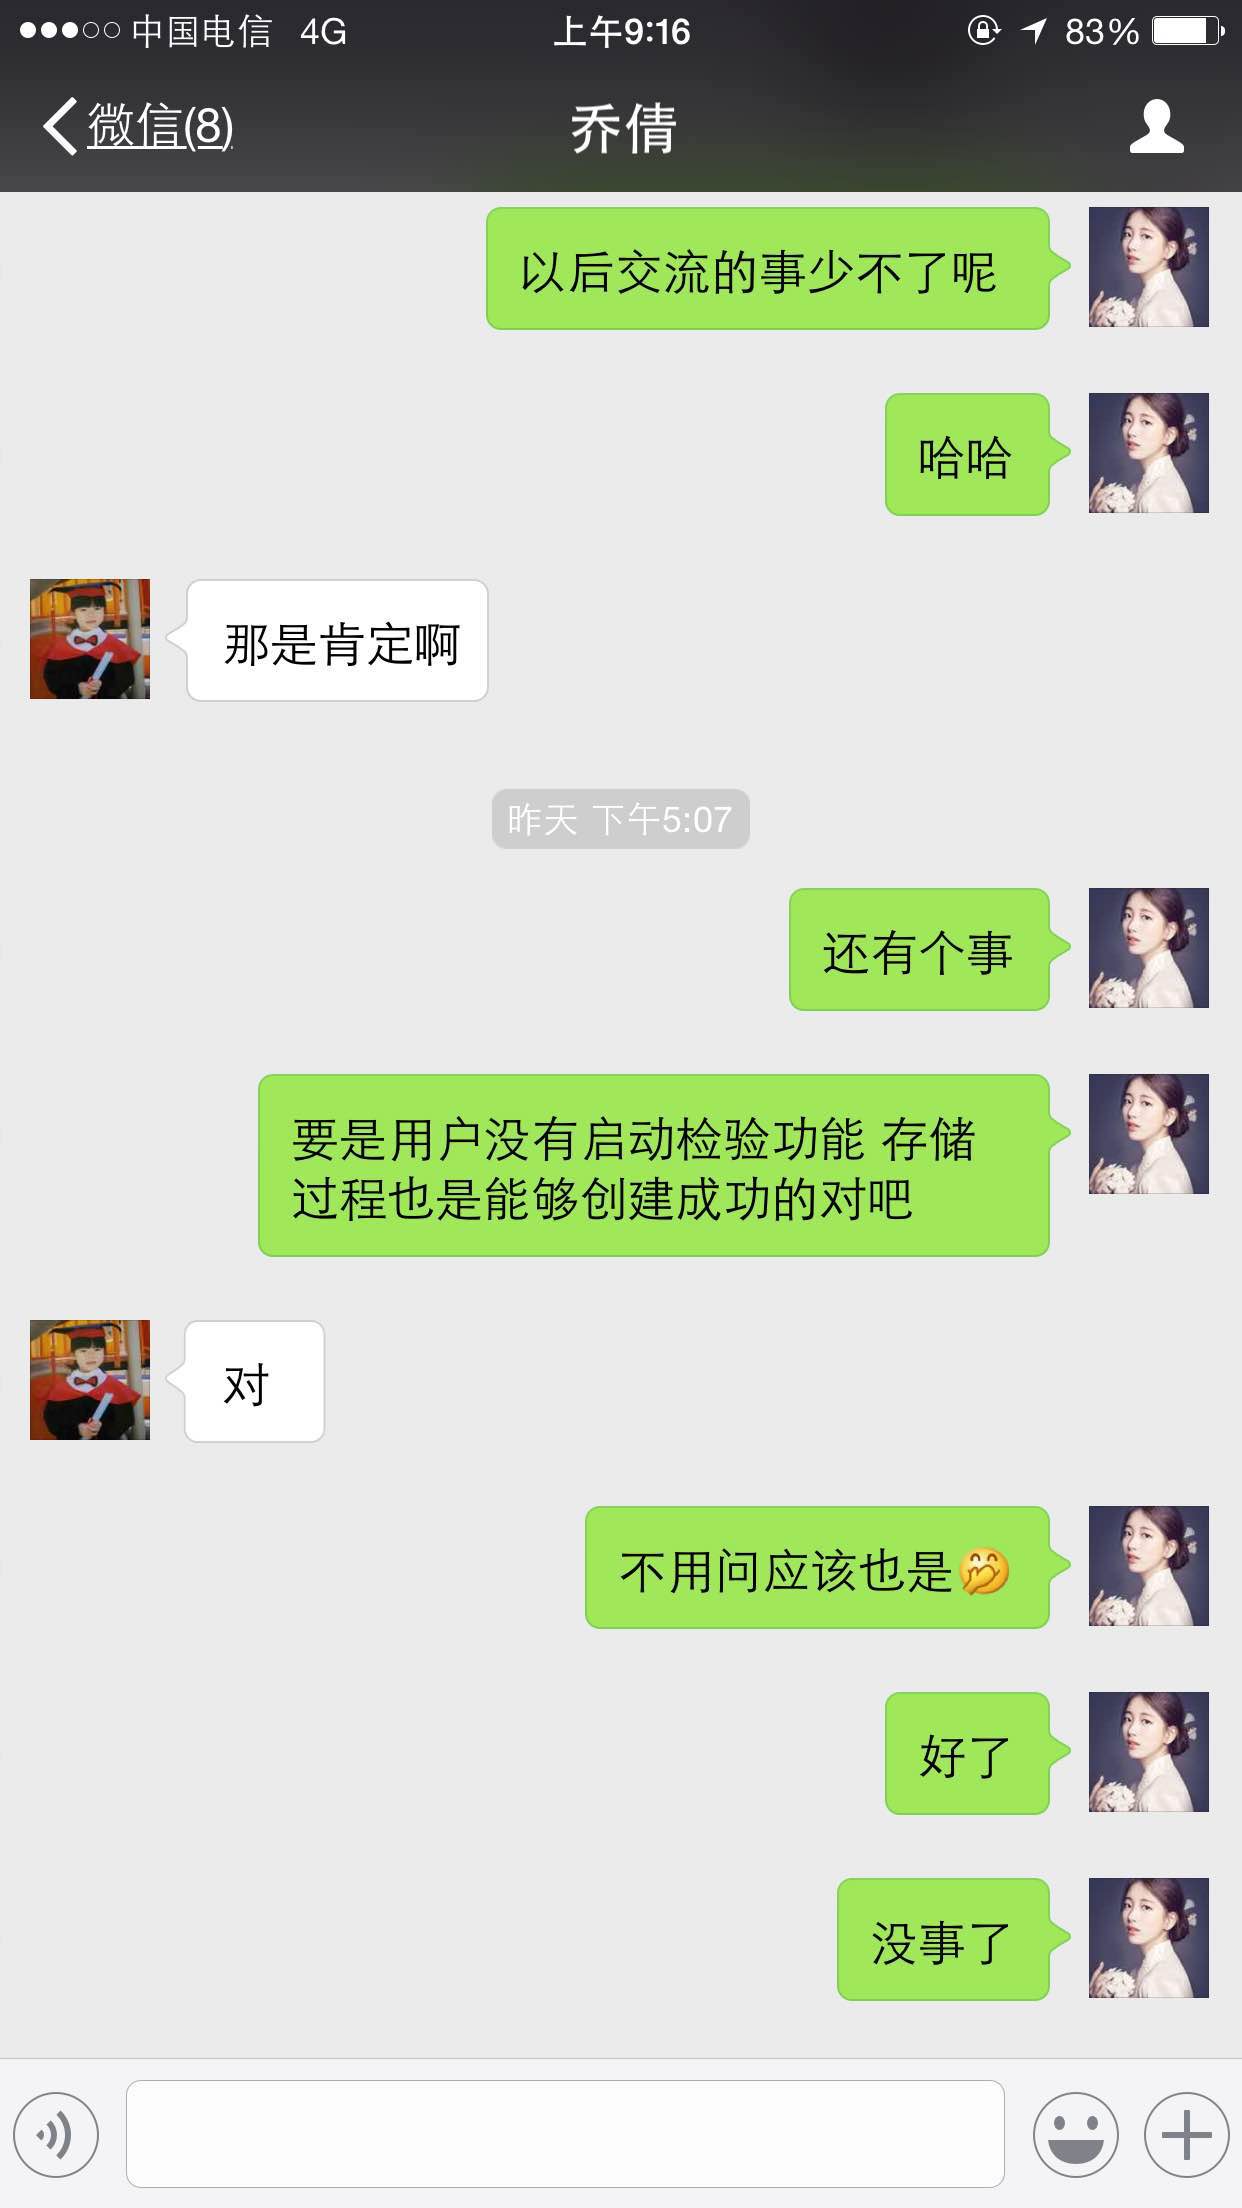 中国电信 4G 上午9:16 83%
微信(8) 乔倩
以后交流的事少不了呢
哈哈
那是肯定啊
昨天 下午5:07
还有个事
要是用户没有启动检验功能 存储
过程也是能够创建成功的对吧
对
不用问应该也是🤭
好了
没事了